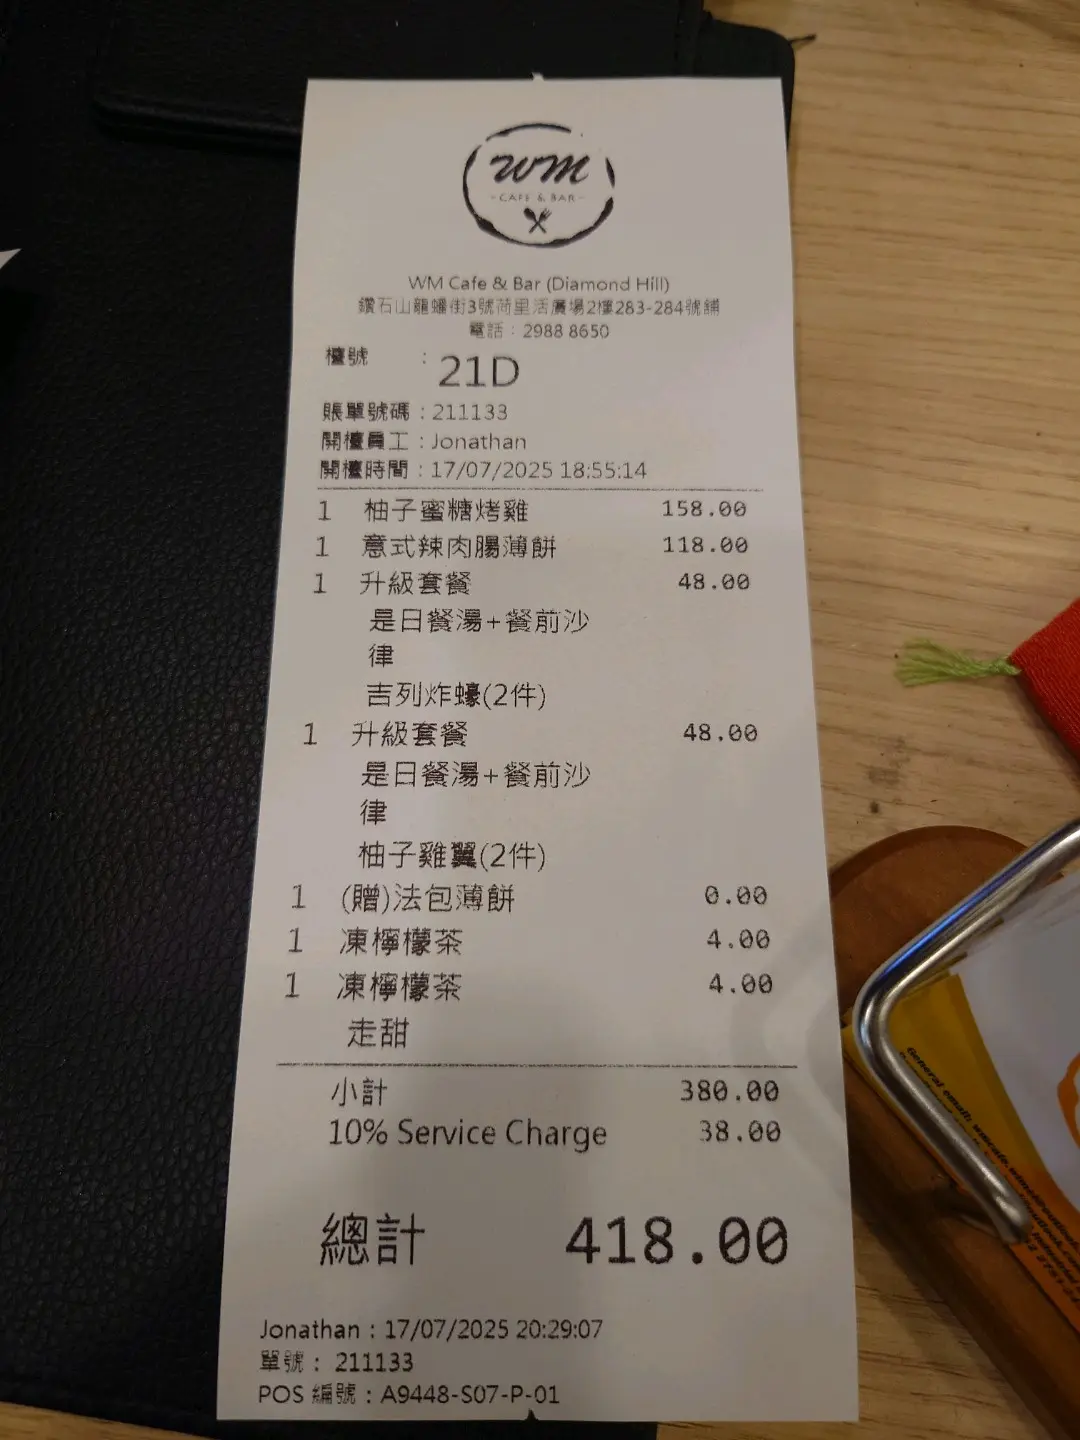 WM
- CAFE & BAR -
WM Cafe & Bar (Diamond Hill)
鑽石山龍蟠街3號荷里活廣場2樓283-284號舖
電話：2988 8650
檯號 : 21D
賬單號碼 : 211133
開檯員工 : Jonathan
開檯時間 : 17/07/2025 18:55:14
1 柚子蜜糖烤雞 158.00
1 意式辣肉腸薄餅 118.00
1 升級套餐 48.00
是日餐湯+餐前沙
律
吉列炸蠔(2件)
1 升級套餐 48.00
是日餐湯+餐前沙
律
柚子雞翼(2件)
1 (贈)法包薄餅 0.00
1 凍檸檬茶 4.00
1 凍檸檬茶 4.00
走甜
小計 380.00
10% Service Charge 38.00
總計 418.00
Jonathan : 17/07/2025 20:29:07
單號 : 211133
POS 編號 : A9448-S07-P-01
General email: